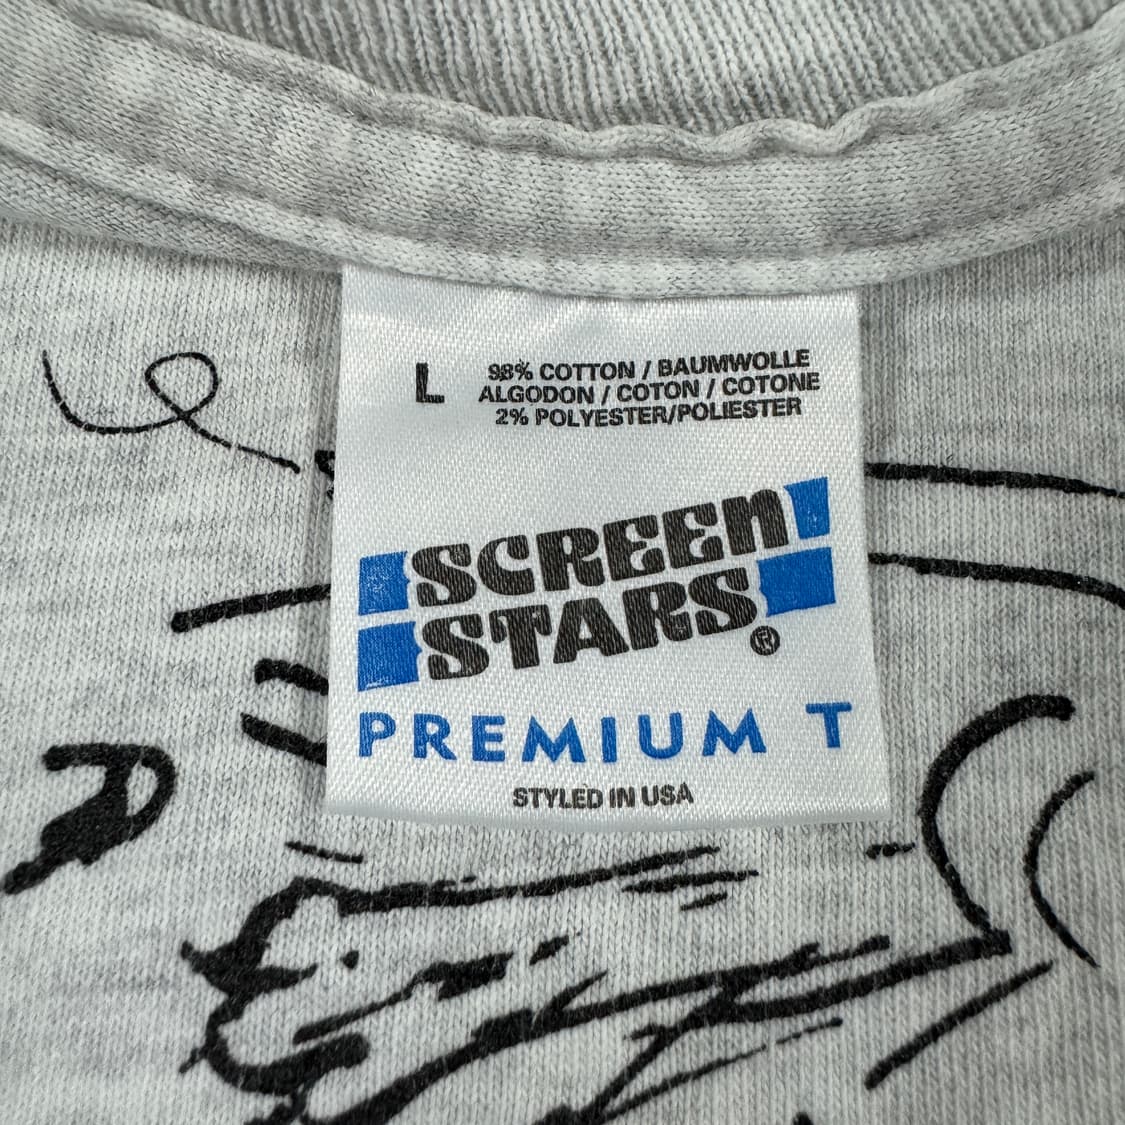 L 98% COTTON / BAUMWOLLE
ALGODON / COTON / COTONE
2% POLYESTER/POLIESTER
SCREEN
STARS®
PREMIUM T
STYLED IN USA